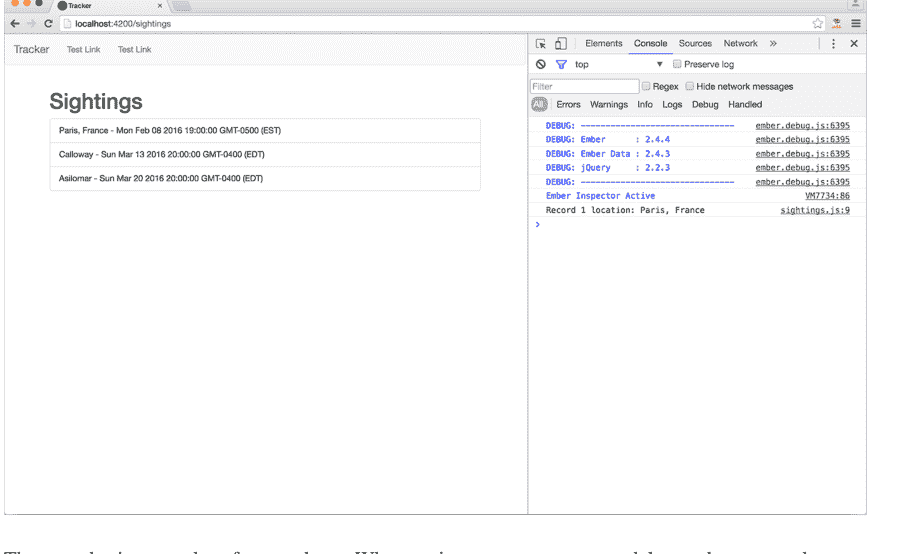 Tracker
localhost:4200/sightings
Tracker Test Link Test Link
Sightings
Paris, France - Mon Feb 08 2016 19:00:00 GMT-0500 (EST)
Calloway - Sun Mar 13 2016 20:00:00 GMT-0400 (EDT)
Asilomar - Sun Mar 20 2016 20:00:00 GMT-0400 (EDT)
Elements Console Sources Network »
top Preserve log
Filter Regex Hide network messages
All Errors Warnings Info Logs Debug Handled
DEBUG: ------------------------------- ember.debug.js:6395
DEBUG: Ember : 2.4.4 ember.debug.js:6395
DEBUG: Ember Data : 2.4.3 ember.debug.js:6395
DEBUG: jQuery : 2.2.3 ember.debug.js:6395
DEBUG: ------------------------------- ember.debug.js:6395
Ember Inspector Active VM7734:86
Record 1 location: Paris, France sightings.js:9
>